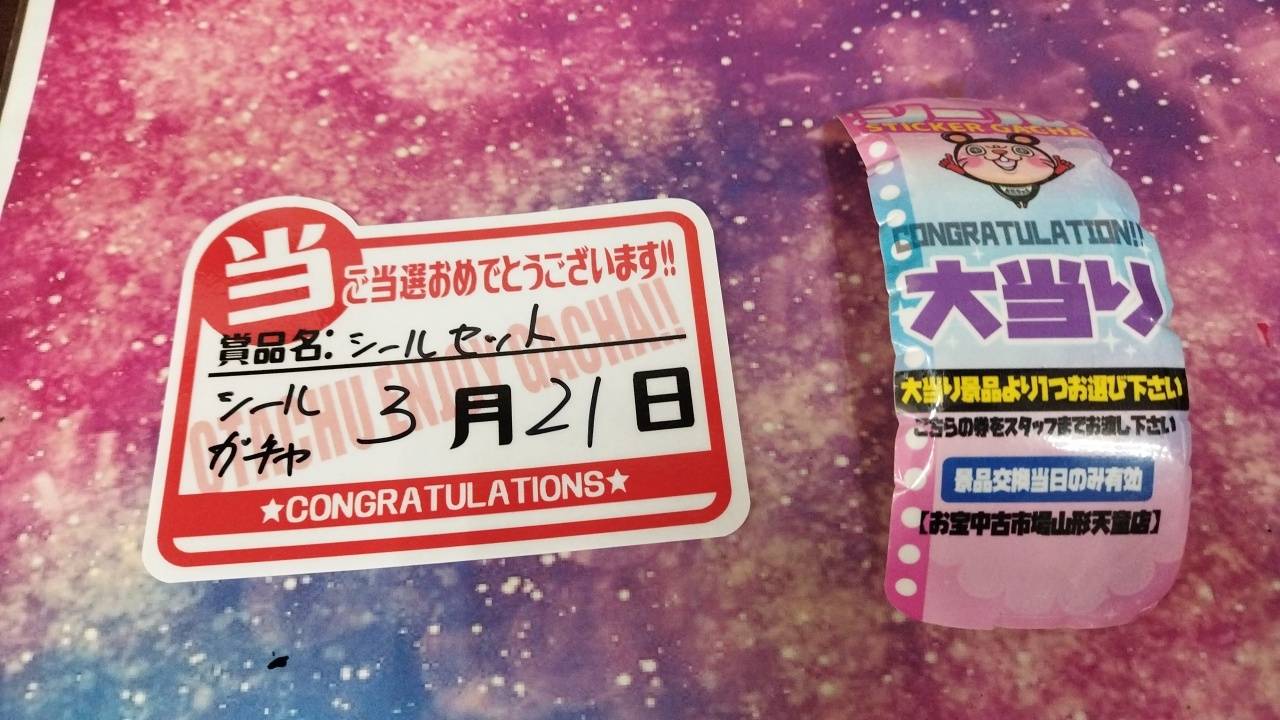 当
ご当選おめでとうございます!!
賞品名:シールセット
OTACHU ENJOY GACHA!!
シール
ガチャ
3月21日
★CONGRATULATIONS★
シール
STICKER GACHA
CONGRATULATION!!
大当り
大当り景品より1つお選び下さい
こちらの券をスタッフまでお渡し下さい
景品交換当日のみ有効
【お宝中古市場山形天童店】